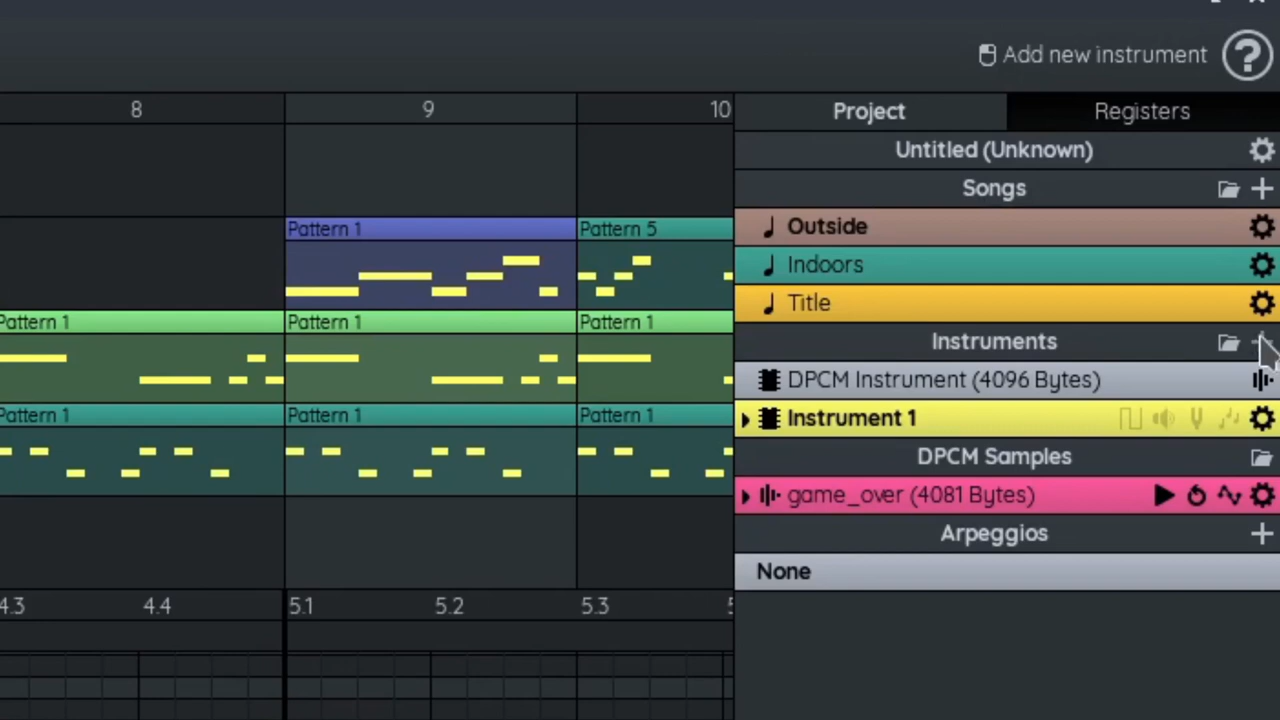 Add new instrument
8 9 10
Project Registers
Untitled (Unknown)
Songs
Pattern 1 Pattern 5
Outside
Indoors
Title
Pattern 1 Pattern 1 Pattern 1
Instruments
DPCM Instrument (4096 Bytes)
Pattern 1 Pattern 1 Pattern 1
Instrument 1
DPCM Samples
game_over (4081 Bytes)
Arpeggios
None
4.3 4.4 5.1 5.2 5.3